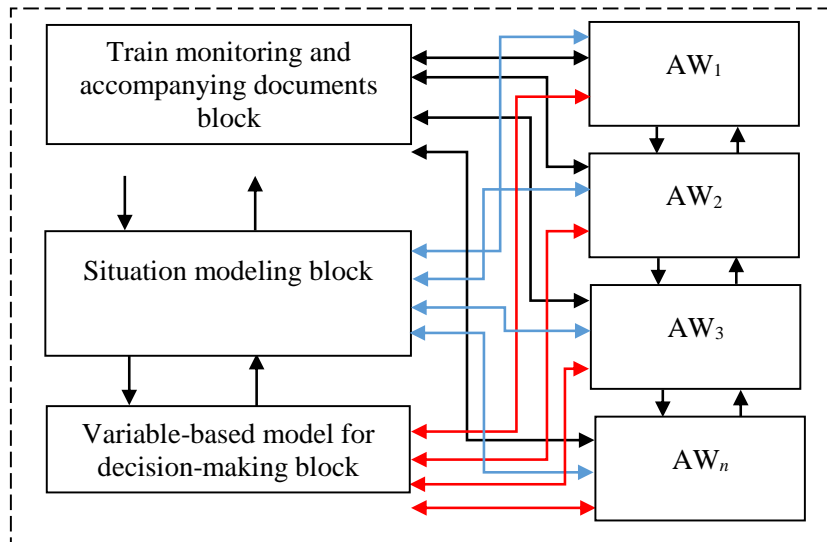 Train monitoring and
accompanying documents
block
Situation modeling block
Variable-based model for
decision-making block
AW₁
AW₂
AW₃
AWₙ